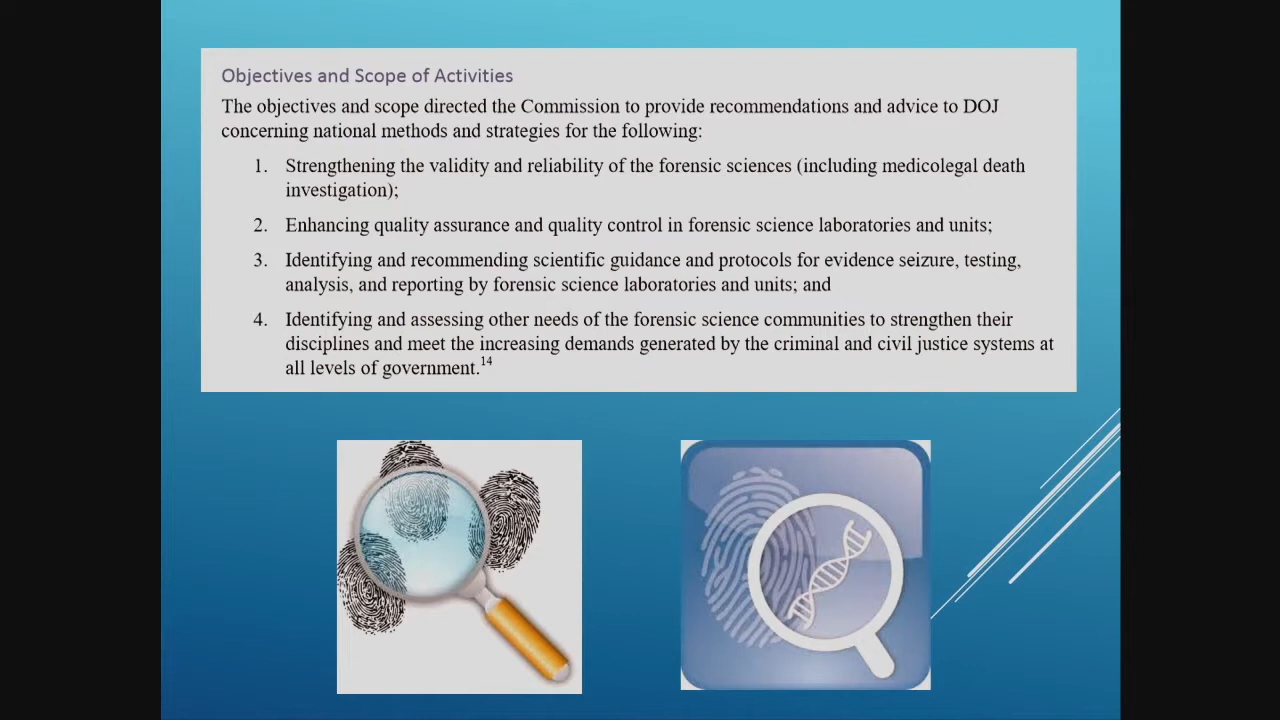 Objectives and Scope of Activities
The objectives and scope directed the Commission to provide recommendations and advice to DOJ
concerning national methods and strategies for the following:
1. Strengthening the validity and reliability of the forensic sciences (including medicolegal death
investigation);
2. Enhancing quality assurance and quality control in forensic science laboratories and units;
3. Identifying and recommending scientific guidance and protocols for evidence seizure, testing,
analysis, and reporting by forensic science laboratories and units; and
4. Identifying and assessing other needs of the forensic science communities to strengthen their
disciplines and meet the increasing demands generated by the criminal and civil justice systems at
all levels of government.14